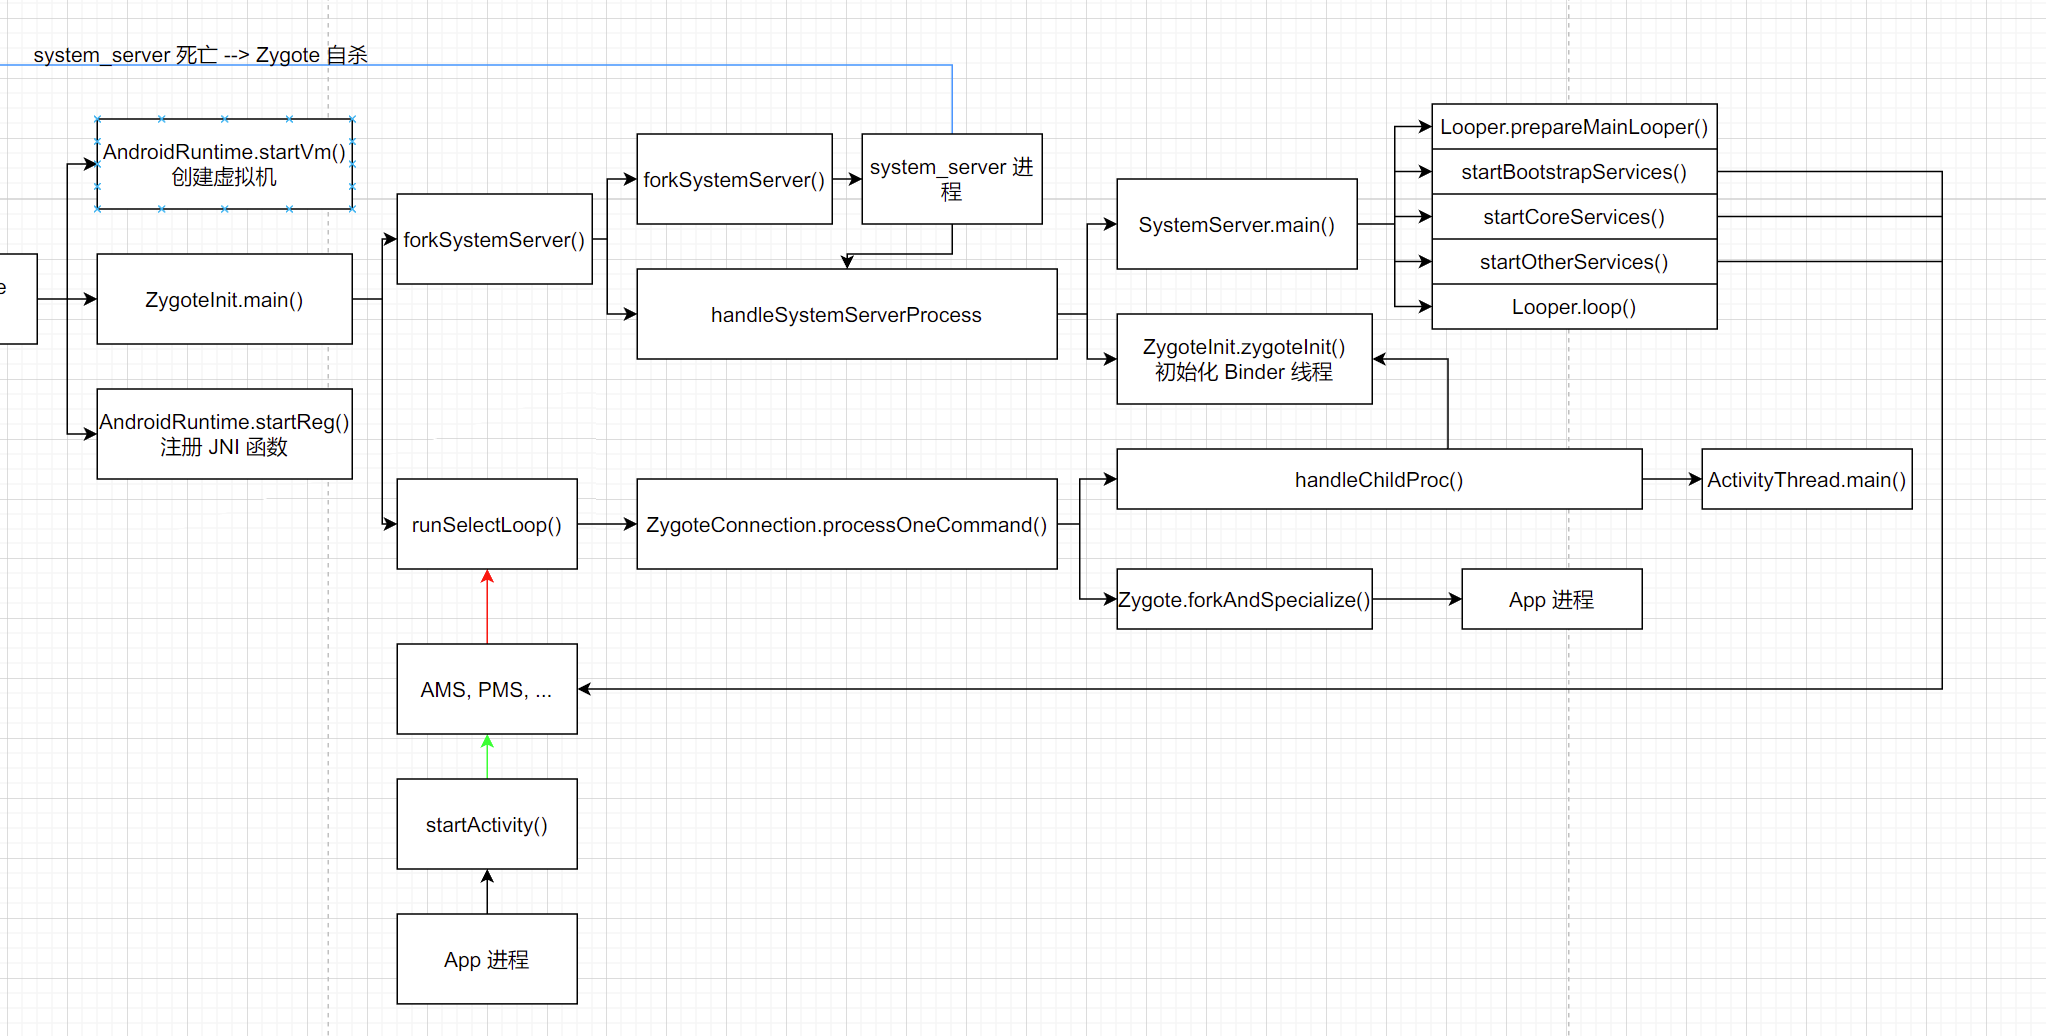 system_server 死亡 --> Zygote 自杀
AndroidRuntime.startVm()
创建虚拟机
e
ZygoteInit.main()
AndroidRuntime.startReg()
注册 JNI 函数
forkSystemServer()
forkSystemServer()
system_server 进
程
handleSystemServerProcess
SystemServer.main()
Looper.prepareMainLooper()
startBootstrapServices()
startCoreServices()
startOtherServices()
Looper.loop()
ZygoteInit.zygoteInit()
初始化 Binder 线程
runSelectLoop()
ZygoteConnection.processOneCommand()
handleChildProc()
ActivityThread.main()
Zygote.forkAndSpecialize()
App 进程
AMS, PMS, ...
startActivity()
App 进程